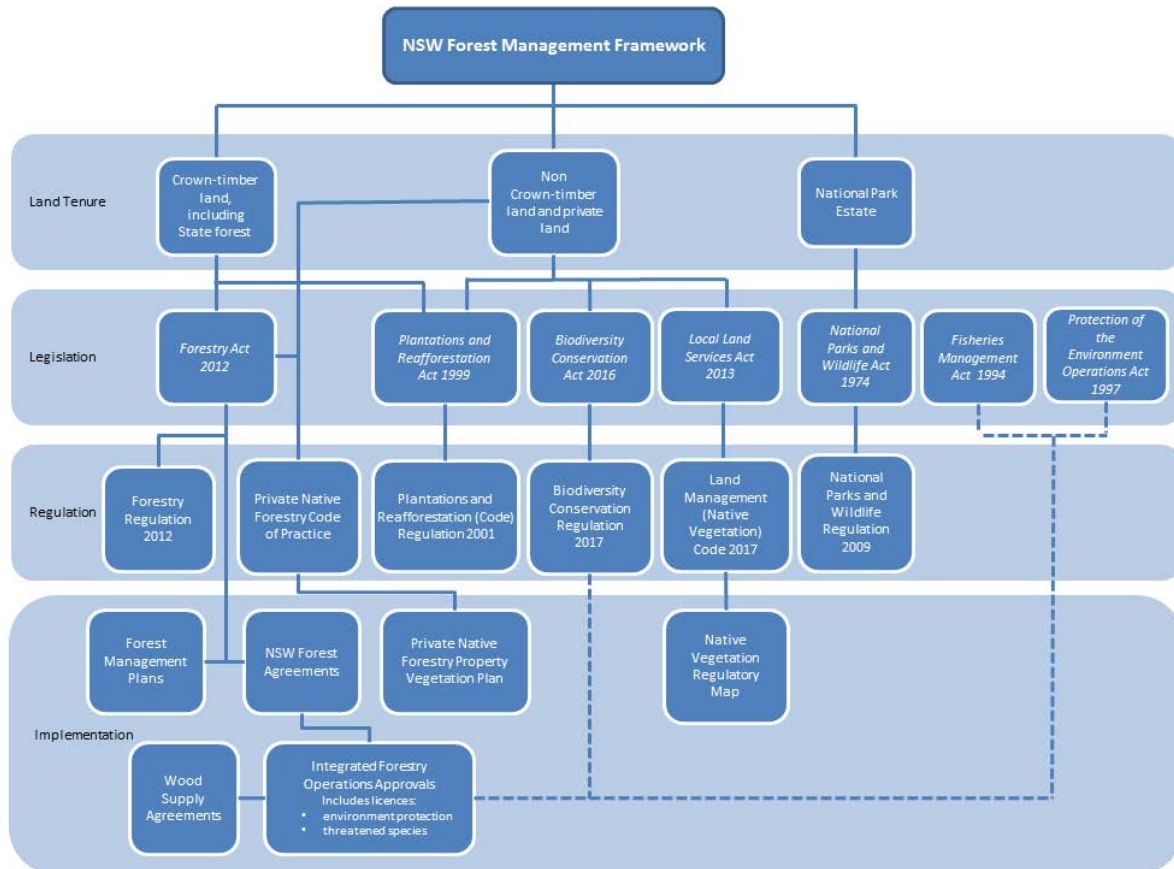 NSW Forest Management Framework
Land Tenure
Crown-timber
land,
including
State forest
Non
Crown-timber
land and private
land
National Park
Estate
Legislation
Forestry Act
2012
Plantations and
Reafforestation
Act 1999
Biodiversity
Conservation
Act 2016
Local Land
Services Act
2013
National
Parks and
Wildlife Act
1974
Fisheries
Management
Act 1994
Protection of
the
Environment
Operations Act
1997
Regulation
Forestry
Regulation
2012
Private Native
Forestry Code
of Practice
Plantations and
Reafforestation (Code)
Regulation 2001
Biodiversity
Conservation
Regulation
2017
Land
Management
(Native
Vegetation)
Code 2017
National
Parks and
Wildlife
Regulation
2009
Implementation
Forest
Management
Plans
NSW Forest
Agreements
Private Native
Forestry Property
Vegetation Plan
Native
Vegetation
Regulatory
Map
Wood
Supply
Agreements
Integrated Forestry
Operations Approvals
Includes licences:
• environment protection
• threatened species